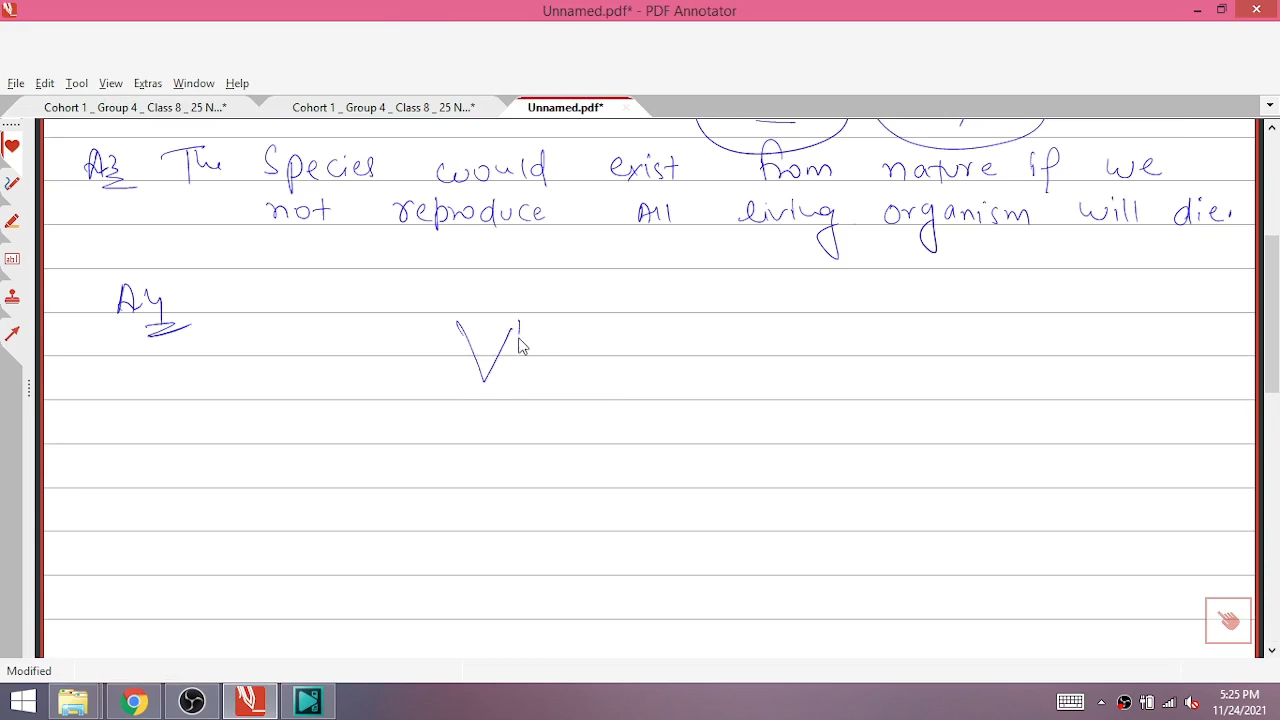 Unnamed.pdf* - PDF Annotator
File Edit Tool View Extras Window Help
Cohort 1 _ Group 4 _ Class 8 _ 25 N...* Cohort 1 _ Group 4 _ Class 8 _ 25 N...* Unnamed.pdf*
A3 The Species would exist from nature if we
not reproduce All living organism will die.
A4
Vi
Modified
5:25 PM
11/24/2021